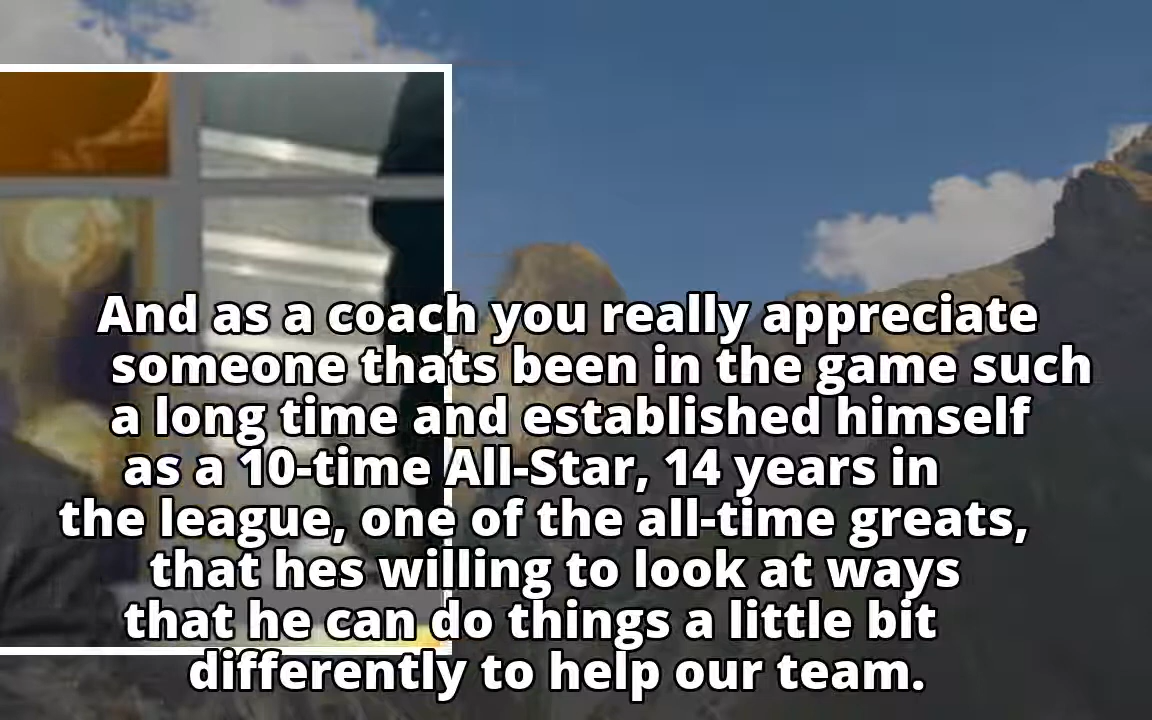 And as a coach you really appreciate
someone thats been in the game such
a long time and established himself
as a 10-time All-Star, 14 years in
the league, one of the all-time greats,
that hes willing to look at ways
that he can do things a little bit
differently to help our team.